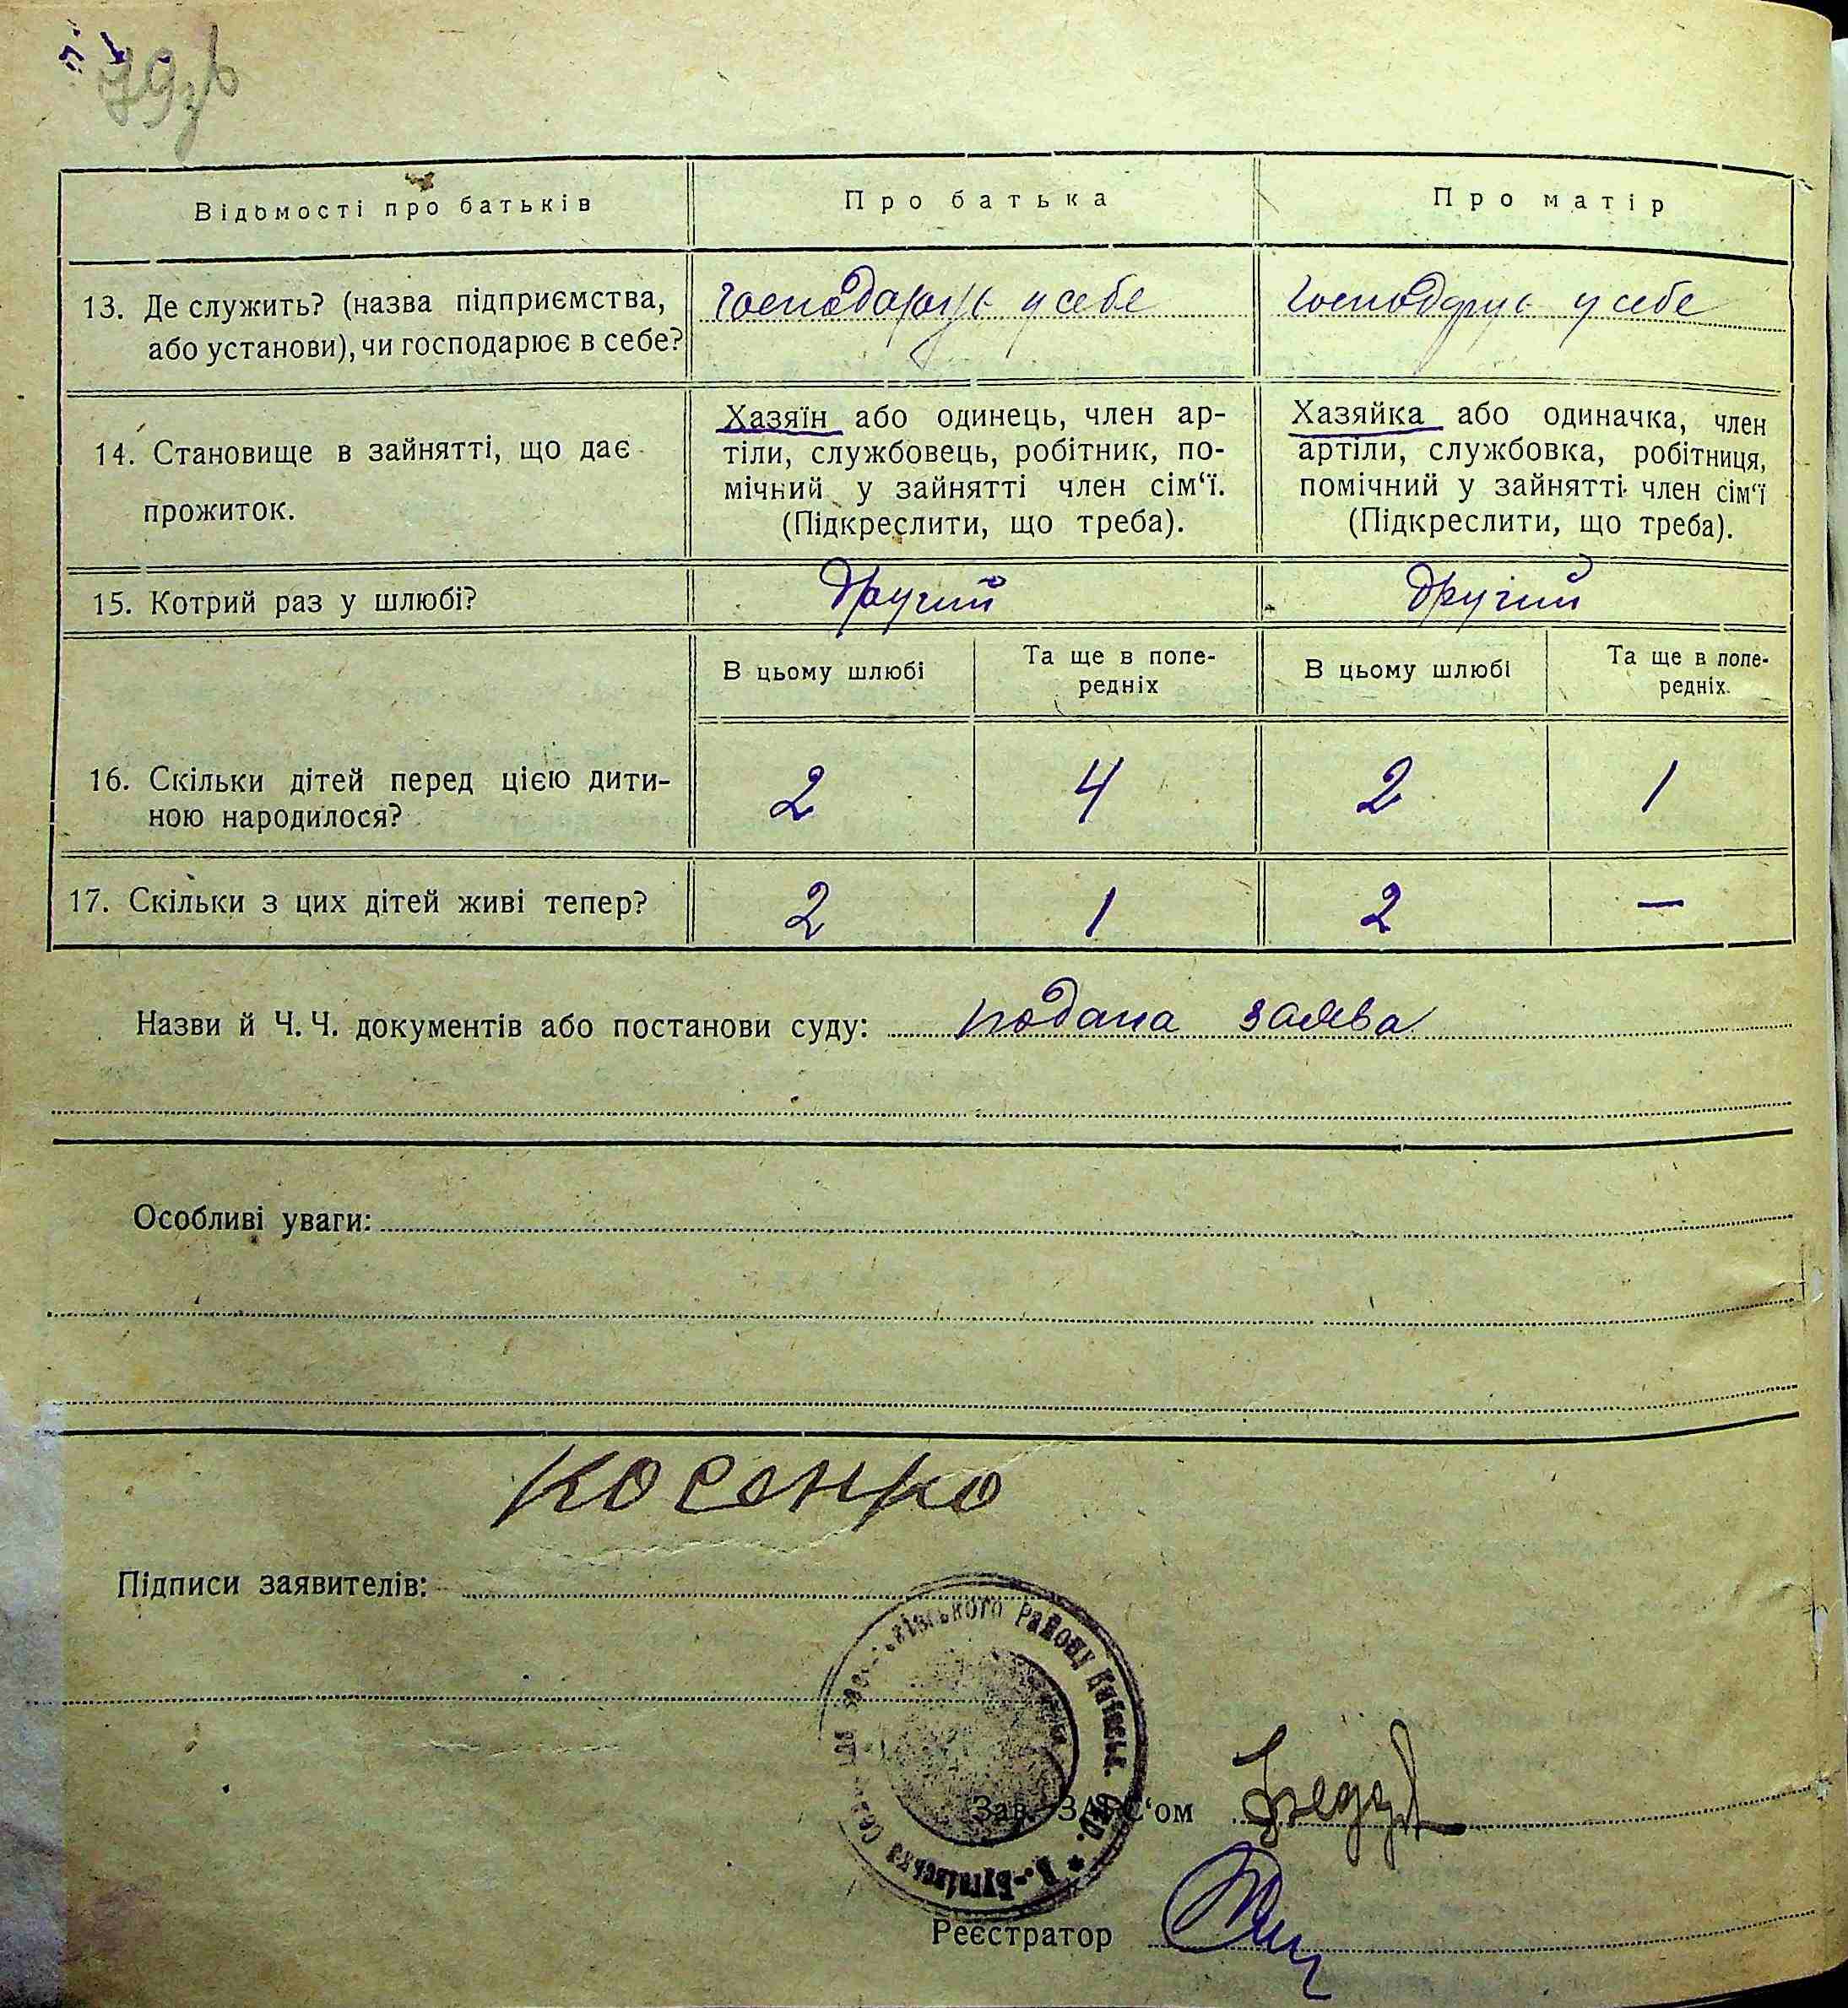 79зв
Відомості про батьків
Про батька
Про матір
13. Де служить? (назва підприємства,
або установи), чи господарює в себе?
господарює у себе
господрує у себе
14. Становище в зайнятті, що дає
прожиток.
Хазяїн або одинець, член ар-
тіли, службовець, робітник, по-
мічний у зайнятті член сім‘ї.
(Підкреслити, що треба).
Хазяйка або одиначка, член
артіли, службовка, робітниця,
помічний у зайнятті член сім‘ї
(Підкреслити, що треба).
15. Котрий раз у шлюбі?
другий
другий
В цьому шлюбі
Та ще в попе-
редніх
В цьому шлюбі
Та ще в попе-
редніх.
16. Скільки дітей перед цією дити-
ною народилося?
2
4
2
1
17. Скільки з цих дітей живі тепер?
2
1
2
—
Назви й Ч. Ч. документів або постанови суду: подана заява
Особливі уваги:
Косенко
Підписи заявителів:
району Київськ. * В.-Бугаївська
Зав. ЗАГС‘ом
Реєстратор